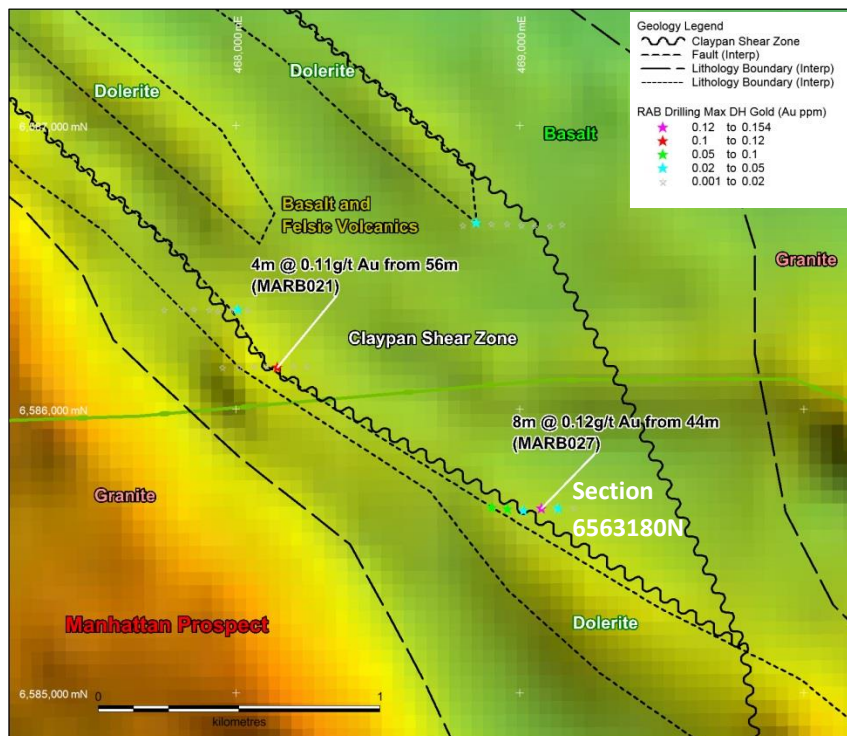 Geology Legend
Claypan Shear Zone
Fault (Interp)
Lithology Boundary (Interp)
Lithology Boundary (Interp)
RAB Drilling Max DH Gold (Au ppm)
0.12 to 0.154
0.1 to 0.12
0.05 to 0.1
0.02 to 0.05
0.001 to 0.02
468,000 mE
469,000 mE
Dolerite
Dolerite
6,587,000 mN
Basalt
Basalt and
Felsic Volcanics
Granite
4m @ 0.11g/t Au from 56m
(MARB021)
Claypan Shear Zone
6,586,000 mN
8m @ 0.12g/t Au from 44m
(MARB027)
Granite
Section
6563180N
Manhattan Prospect
Dolerite
6,585,000 mN
0
1
kilometres